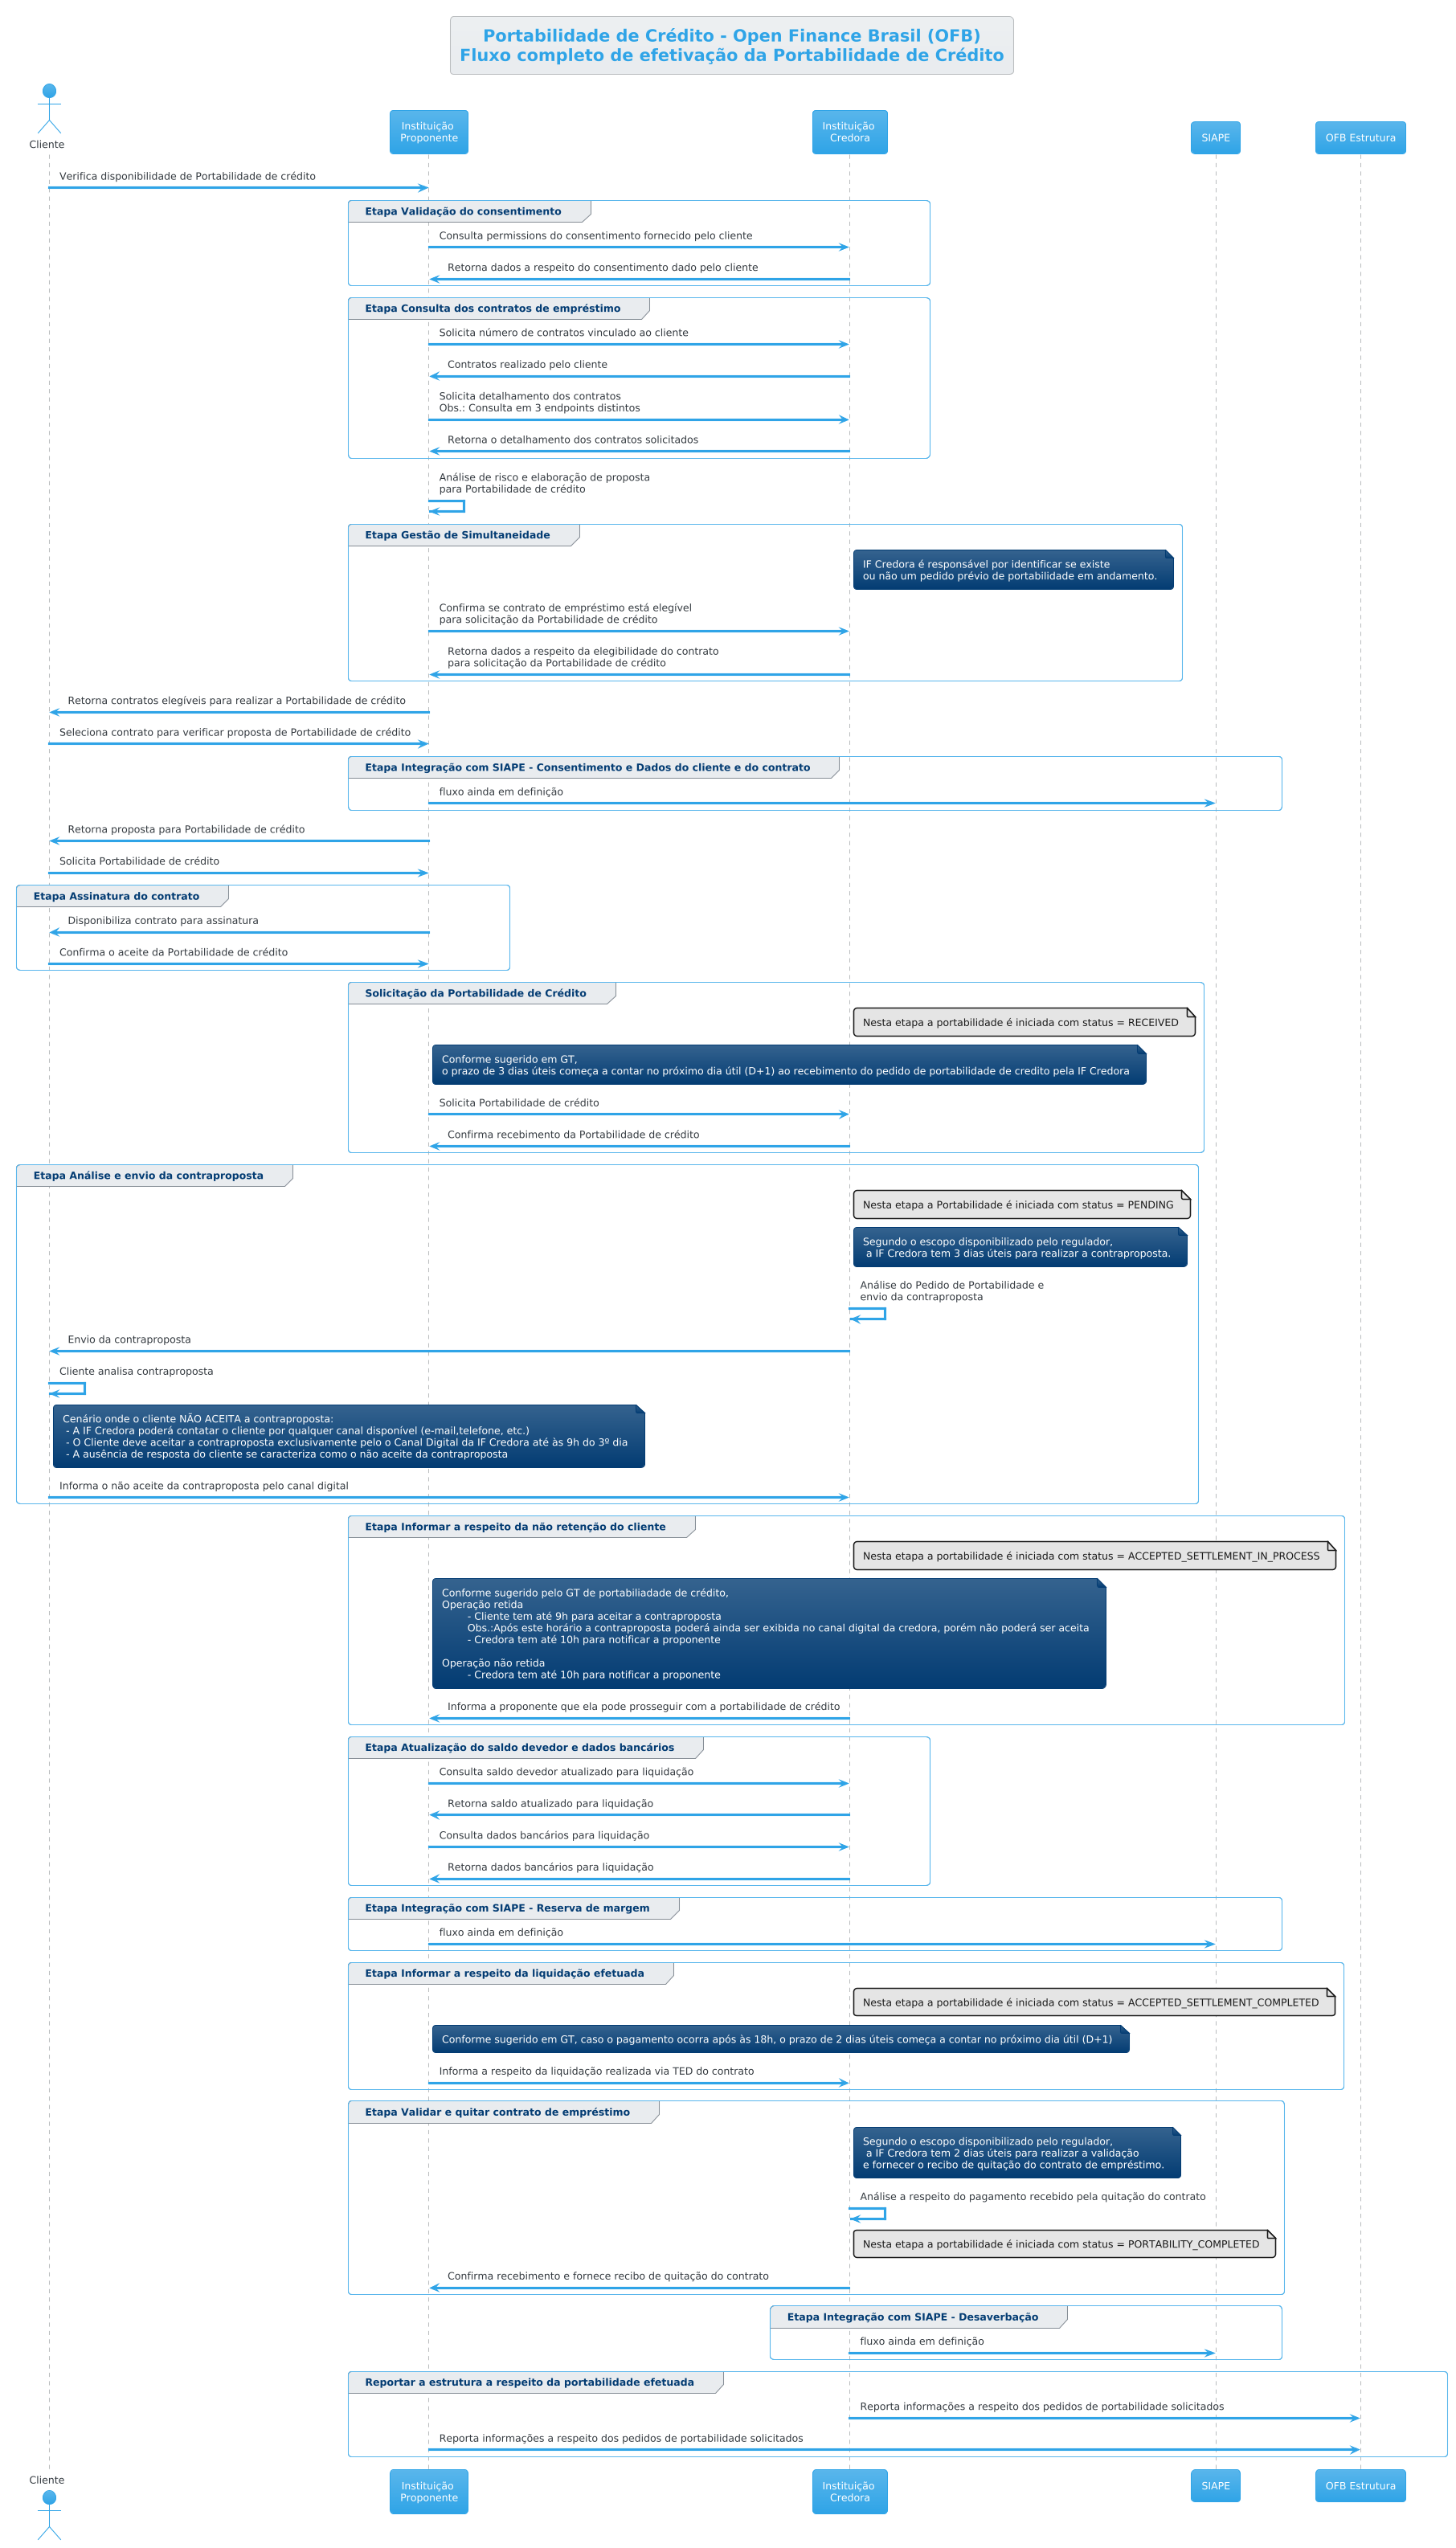 Portabilidade de Crédito - Open Finance Brasil (OFB)
Fluxo completo de efetivação da Portabilidade de Crédito
Cliente
Instituição
Proponente
Instituição
Credora
SIAPE
OFB Estrutura
Verifica disponibilidade de Portabilidade de crédito
Etapa Validação do consentimento
Consulta permissions do consentimento fornecido pelo cliente
Retorna dados a respeito do consentimento dado pelo cliente
Etapa Consulta dos contratos de empréstimo
Solicita número de contratos vinculado ao cliente
Contratos realizado pelo cliente
Solicita detalhamento dos contratos
Obs.: Consulta em 3 endpoints distintos
Retorna o detalhamento dos contratos solicitados
Análise de risco e elaboração de proposta
para Portabilidade de crédito
Etapa Gestão de Simultaneidade
IF Credora é responsável por identificar se existe
ou não um pedido prévio de portabilidade em andamento.
Confirma se contrato de empréstimo está elegível
para solicitação da Portabilidade de crédito
Retorna dados a respeito da elegibilidade do contrato
para solicitação da Portabilidade de crédito
Retorna contratos elegíveis para realizar a Portabilidade de crédito
Seleciona contrato para verificar proposta de Portabilidade de crédito
Etapa Integração com SIAPE - Consentimento e Dados do cliente e do contrato
fluxo ainda em definição
Retorna proposta para Portabilidade de crédito
Solicita Portabilidade de crédito
Etapa Assinatura do contrato
Disponibiliza contrato para assinatura
Confirma o aceite da Portabilidade de crédito
Solicitação da Portabilidade de Crédito
Nesta etapa a portabilidade é iniciada com status = RECEIVED
Conforme sugerido em GT,
o prazo de 3 dias úteis começa a contar no próximo dia útil (D+1) ao recebimento do pedido de portabilidade de credito pela IF Credora
Solicita Portabilidade de crédito
Confirma recebimento da Portabilidade de crédito
Etapa Análise e envio da contraproposta
Nesta etapa a Portabilidade é iniciada com status = PENDING
Segundo o escopo disponibilizado pelo regulador,
a IF Credora tem 3 dias úteis para realizar a contraproposta.
Análise do Pedido de Portabilidade e
envio da contraproposta
Envio da contraproposta
Cliente analisa contraproposta
Cenário onde o cliente NÃO ACEITA a contraproposta:
- A IF Credora poderá contatar o cliente por qualquer canal disponível (e-mail,telefone, etc.)
- O Cliente deve aceitar a contraproposta exclusivamente pelo o Canal Digital da IF Credora até às 9h do 3º dia
- A ausência de resposta do cliente se caracteriza como o não aceite da contraproposta
Informa o não aceite da contraproposta pelo canal digital
Etapa Informar a respeito da não retenção do cliente
Nesta etapa a portabilidade é iniciada com status = ACCEPTED_SETTLEMENT_IN_PROCESS
Conforme sugerido pelo GT de portabiliadade de crédito,
Operação retida
- Cliente tem até 9h para aceitar a contraproposta
Obs.:Após este horário a contraproposta poderá ainda ser exibida no canal digital da credora, porém não poderá ser aceita
- Credora tem até 10h para notificar a proponente
Operação não retida
- Credora tem até 10h para notificar a proponente
Informa a proponente que ela pode prosseguir com a portabilidade de crédito
Etapa Atualização do saldo devedor e dados bancários
Consulta saldo devedor atualizado para liquidação
Retorna saldo atualizado para liquidação
Consulta dados bancários para liquidação
Retorna dados bancários para liquidação
Etapa Integração com SIAPE - Reserva de margem
fluxo ainda em definição
Etapa Informar a respeito da liquidação efetuada
Nesta etapa a portabilidade é iniciada com status = ACCEPTED_SETTLEMENT_COMPLETED
Conforme sugerido em GT, caso o pagamento ocorra após às 18h, o prazo de 2 dias úteis começa a contar no próximo dia útil (D+1)
Informa a respeito da liquidação realizada via TED do contrato
Etapa Validar e quitar contrato de empréstimo
Segundo o escopo disponibilizado pelo regulador,
a IF Credora tem 2 dias úteis para realizar a validação
e fornecer o recibo de quitação do contrato de empréstimo.
Análise a respeito do pagamento recebido pela quitação do contrato
Nesta etapa a portabilidade é iniciada com status = PORTABILITY_COMPLETED
Confirma recebimento e fornece recibo de quitação do contrato
Etapa Integração com SIAPE - Desaverbação
fluxo ainda em definição
Reportar a estrutura a respeito da portabilidade efetuada
Reporta informações a respeito dos pedidos de portabilidade solicitados
Reporta informações a respeito dos pedidos de portabilidade solicitados
Cliente
Instituição
Proponente
Instituição
Credora
SIAPE
OFB Estrutura